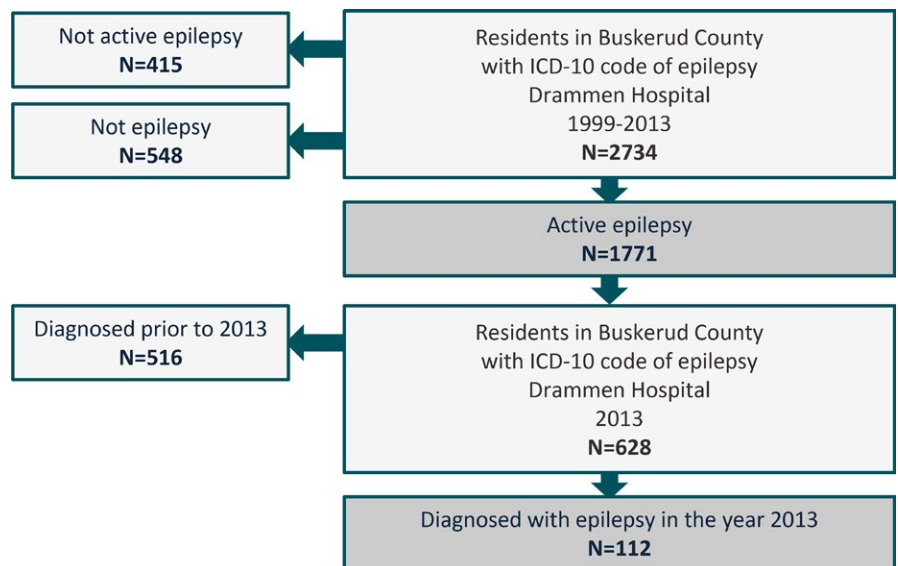 Not active epilepsy
N=415
Not epilepsy
N=548
Residents in Buskerud County
with ICD-10 code of epilepsy
Drammen Hospital
1999-2013
N=2734
Active epilepsy
N=1771
Diagnosed prior to 2013
N=516
Residents in Buskerud County
with ICD-10 code of epilepsy
Drammen Hospital
2013
N=628
Diagnosed with epilepsy in the year 2013
N=112